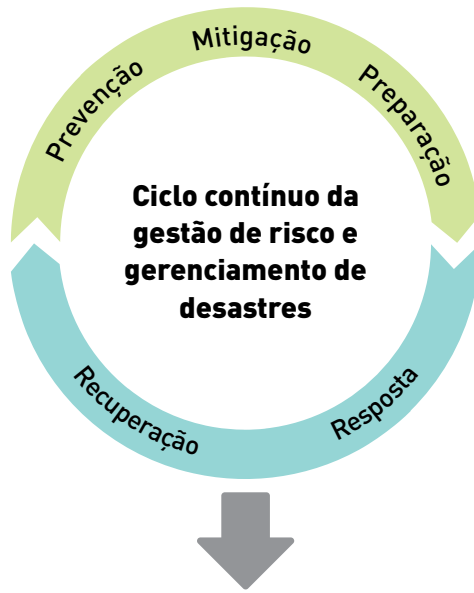 Prevenção
Mitigação
Preparação
Ciclo contínuo da
gestão de risco e
gerenciamento de
desastres
Recuperação
Resposta